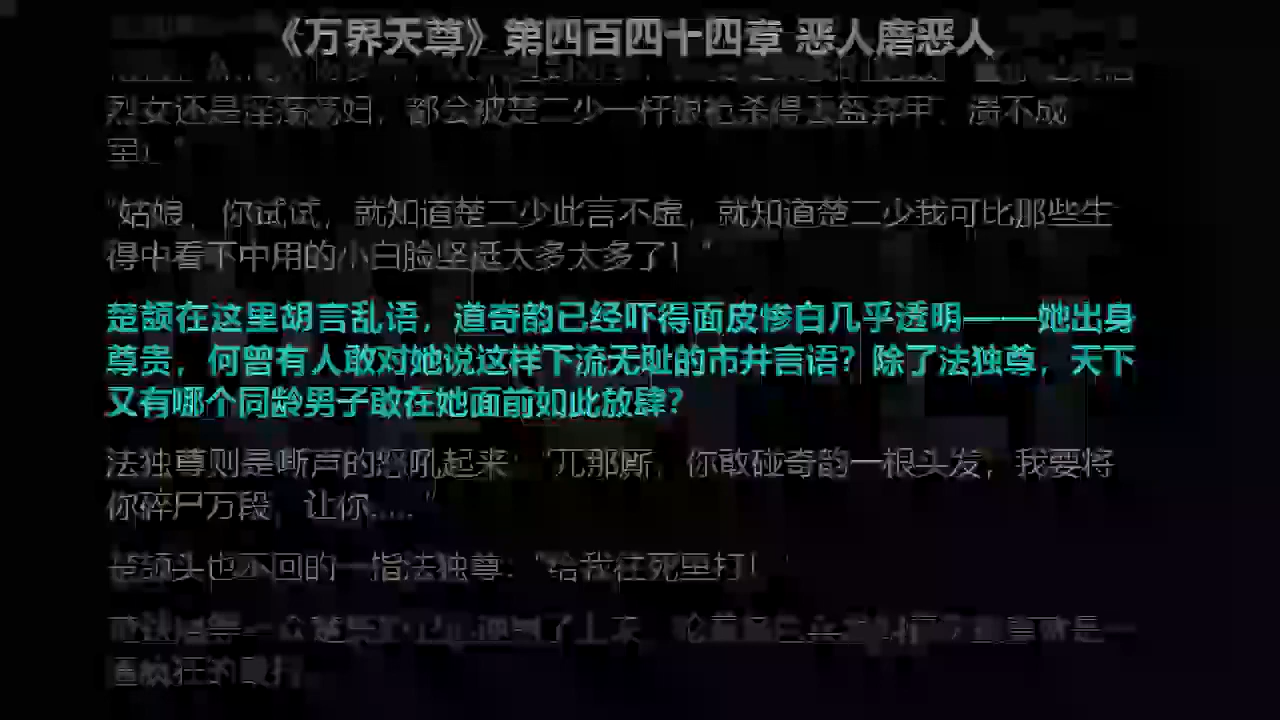 《万界天尊》第四百四十四章 恶人磨恶人
烈女还是淫荡荡妇，都会被楚二少一杆银枪杀得丢盔弃甲、溃不成
军！”
“姑娘，你试试，就知道楚二少此言不虚，就知道楚二少我可比那些生
得中看不中用的小白脸坚挺太多太多了！”
楚颉在这里胡言乱语，道奇韵已经吓得面皮惨白几乎透明——她出身
尊贵，何曾有人敢对她说这样下流无耻的市井言语？除了法独尊，天下
又有哪个同龄男子敢在她面前如此放肆？
法独尊则是嘶声的怒吼起来：“兀那厮，你敢碰奇韵一根头发，我要将
你碎尸万段，让你……”
楚颉头也不回的一指法独尊：“给我往死里打！”